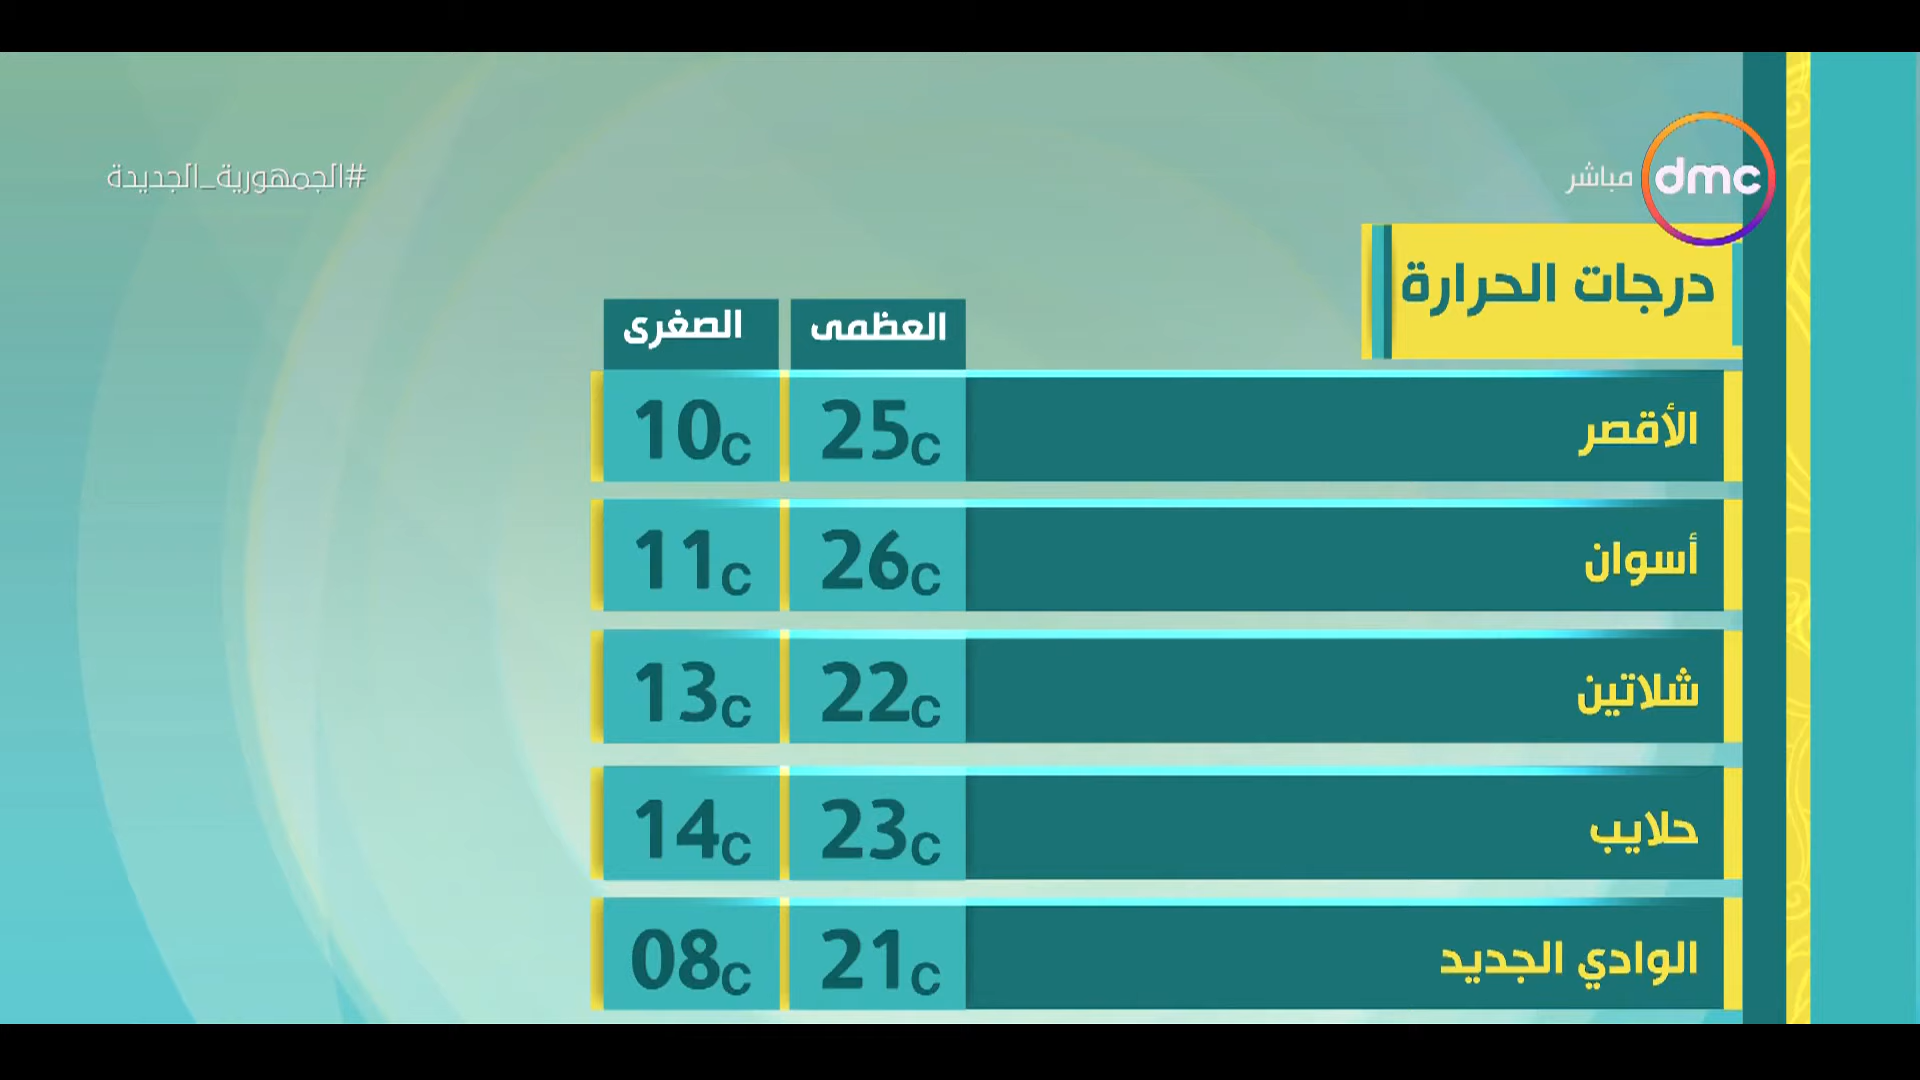 dmc مباشر
#الجمهورية_الجديدة
درجات الحرارة
العظمى الصغرى
الأقصر 25c 10c
أسوان 26c 11c
شلاتين 22c 13c
حلايب 23c 14c
الوادي الجديد 21c 08c